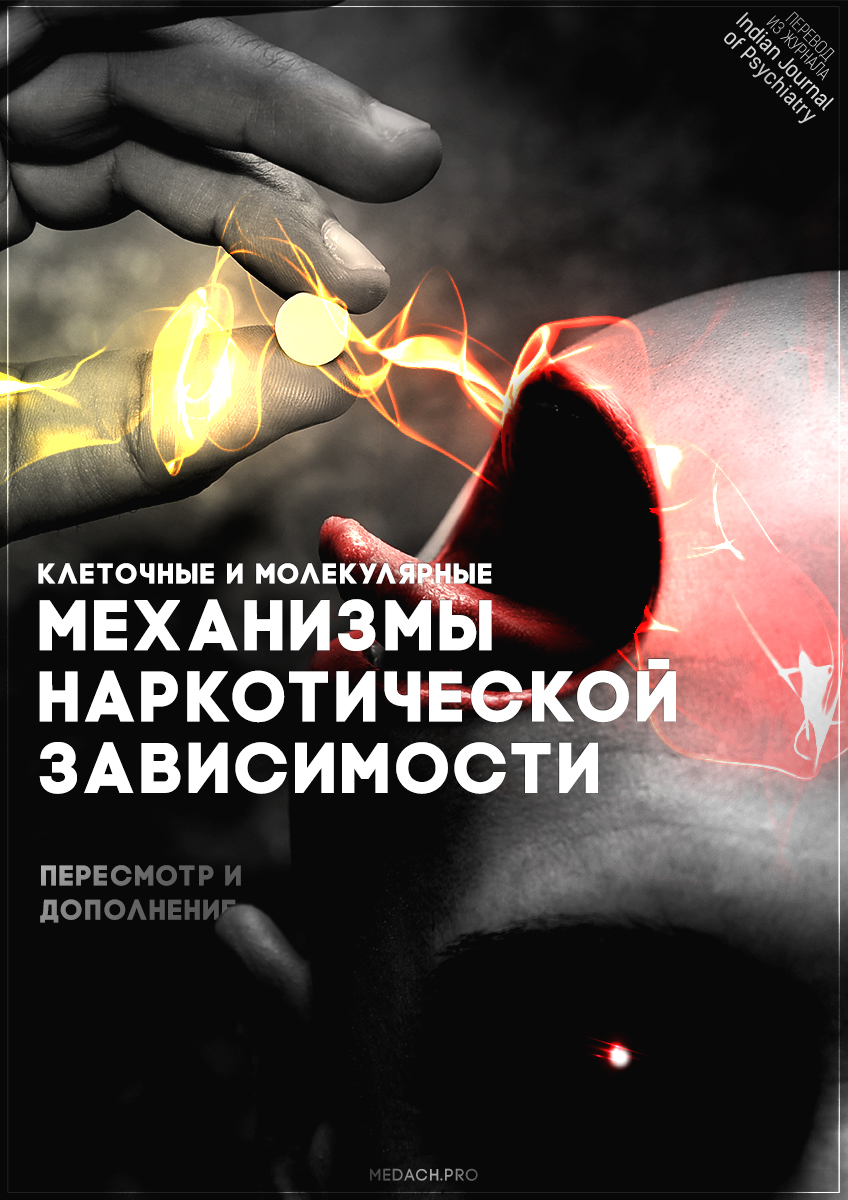 ПЕРЕВОД
ИЗ ЖУРНАЛА
Indian Journal
of Psychiatry
КЛЕТОЧНЫЕ И МОЛЕКУЛЯРНЫЕ
МЕХАНИЗМЫ
НАРКОТИЧЕСКОЙ
ЗАВИСИМОСТИ
ПЕРЕСМОТР И
ДОПОЛНЕНИЕ
MEDACH.PRO